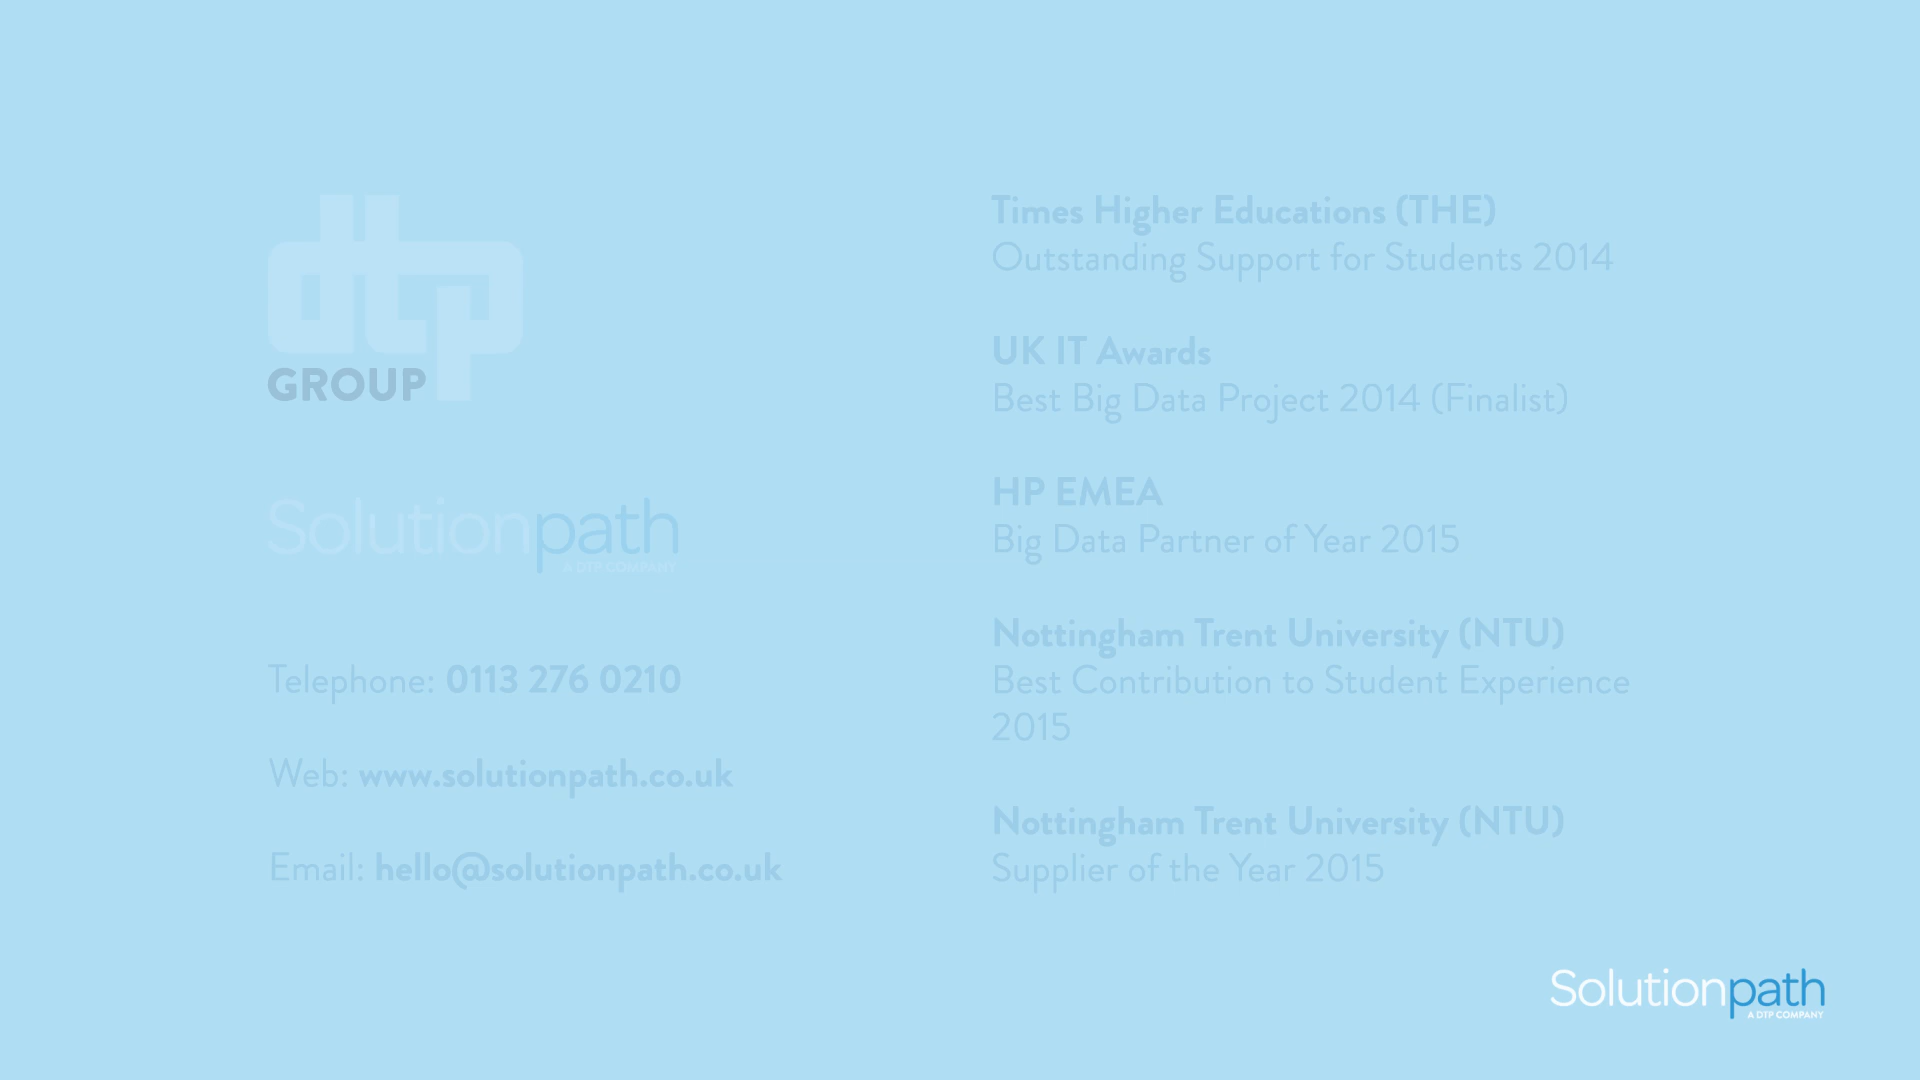 dtp
GROUP
Solutionpath
A DTP COMPANY
Telephone: 0113 276 0210
Web: www.solutionpath.co.uk
Email: hello@solutionpath.co.uk
Times Higher Educations (THE)
Outstanding Support for Students 2014
UK IT Awards
Best Big Data Project 2014 (Finalist)
HP EMEA
Big Data Partner of Year 2015
Nottingham Trent University (NTU)
Best Contribution to Student Experience
2015
Nottingham Trent University (NTU)
Supplier of the Year 2015
Solutionpath
A DTP COMPANY